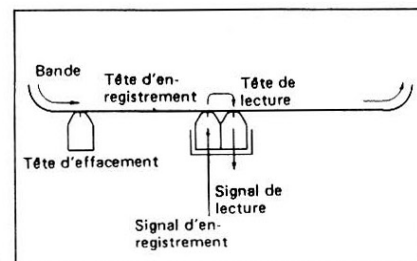 Bande
Tête d'en-
registrement
Tête de
lecture
Tête d'effacement
Signal de
lecture
Signal d'en-
registrement